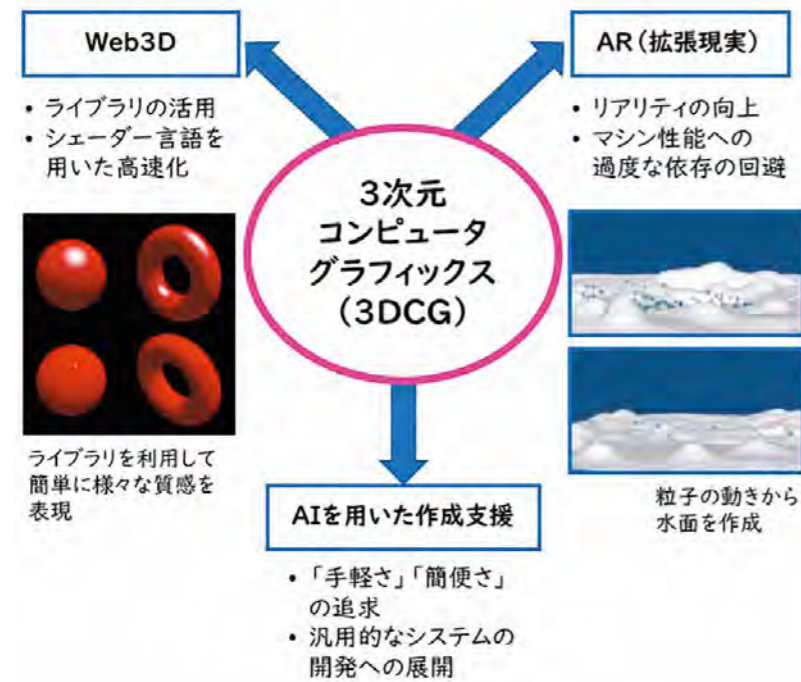 Web3D
• ライブラリの活用
• シェーダー言語を
用いた高速化
ライブラリを利用して
簡単に様々な質感を
表現
3次元
コンピュータ
グラフィックス
（3DCG）
AR（拡張現実）
• リアリティの向上
• マシン性能への
過度な依存の回避
粒子の動きから
水面を作成
AIを用いた作成支援
• 「手軽さ」「簡便さ」
の追求
• 汎用的なシステムの
開発への展開